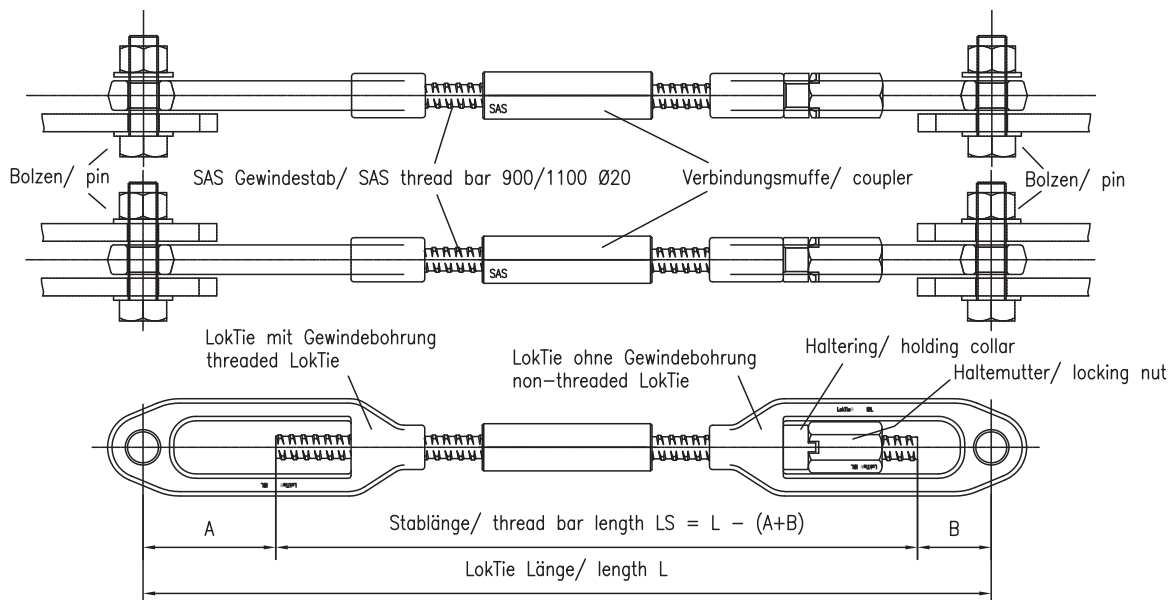 SAS
Bolzen/ pin
SAS Gewindestab/ SAS thread bar 900/1100 Ø20
Verbindungsmuffe/ coupler
Bolzen/ pin
SAS
LokTie mit Gewindebohrung
threaded LokTie
LokTie ohne Gewindebohrung
non-threaded LokTie
Haltering/ holding collar
Haltemutter/ locking nut
A
Stablänge/ thread bar length LS = L - (A+B)
B
LokTie Länge/ length L